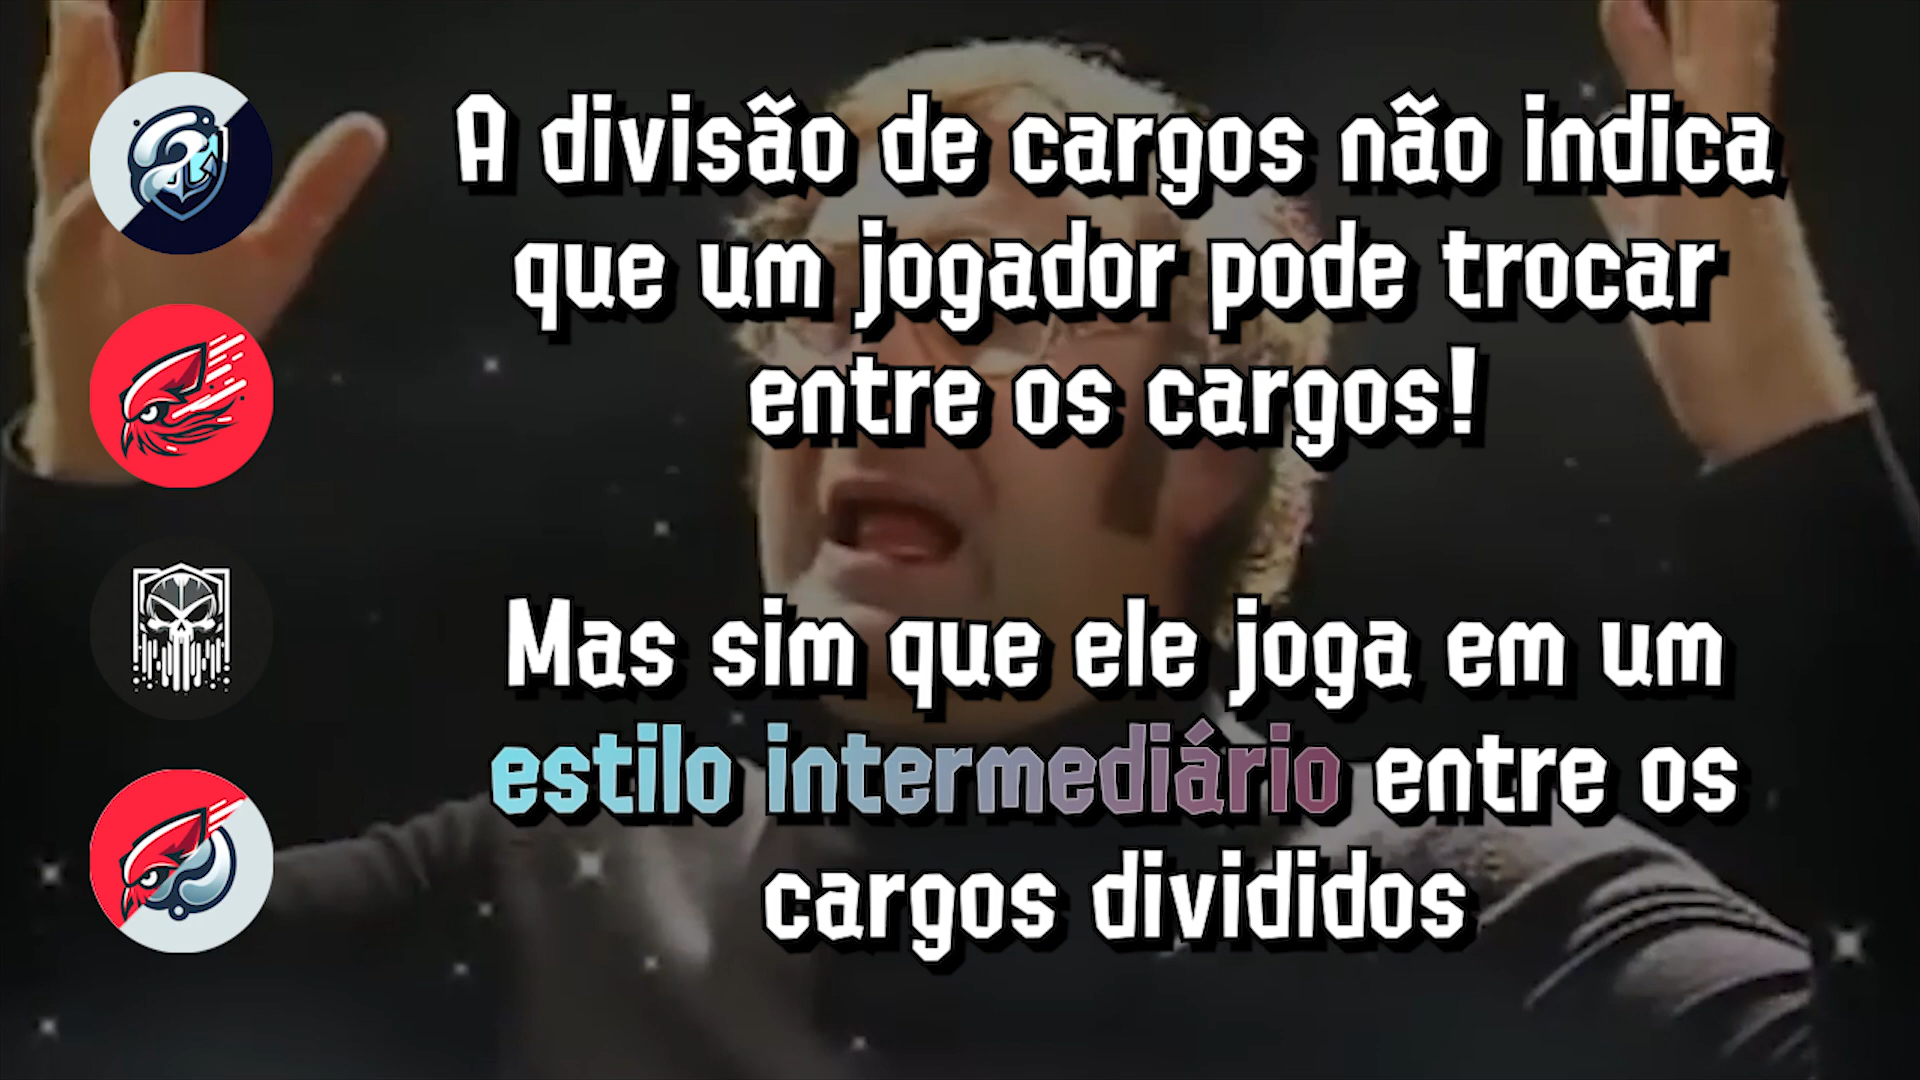 A divisão de cargos não indica
que um jogador pode trocar
entre os cargos!
Mas sim que ele joga em um
estilo intermediário entre os
cargos divididos